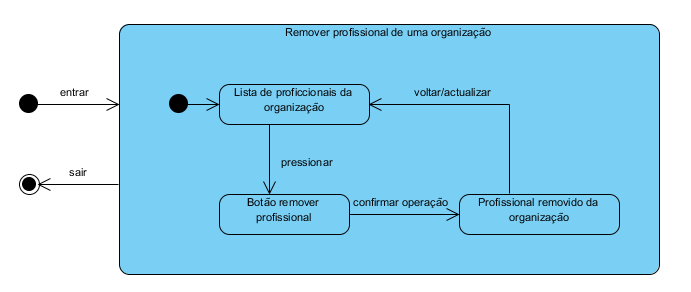 Remover profissional de uma organização
entrar
Lista de proficcionais da
organização
voltar/actualizar
pressionar
sair
Botão remover
profissional
confirmar operação
Profissional removido da
organização